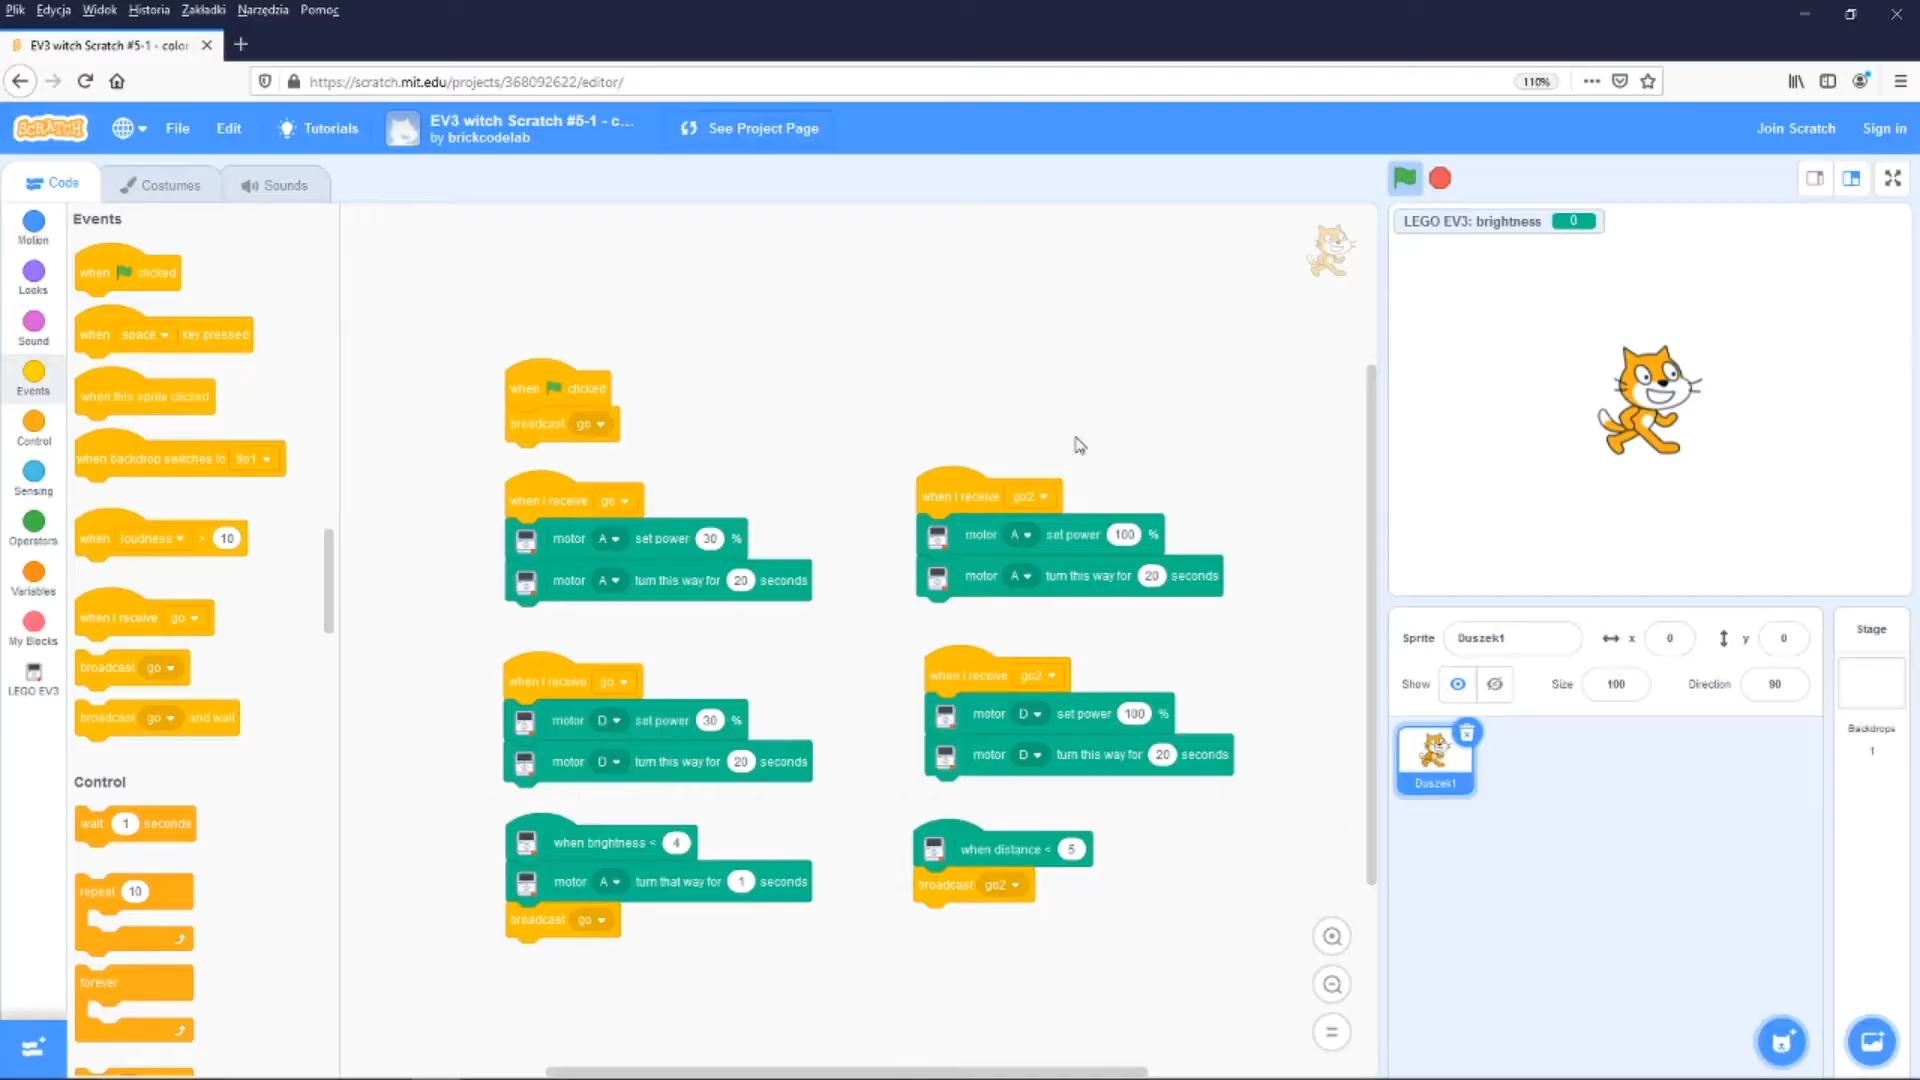 Plik Edycja Widok Historia Zakładki Narzędzia Pomoc
EV3 witch Scratch #5-1 - color
https://scratch.mit.edu/projects/368092622/editor/
110%
SCRATCH File Edit Tutorials EV3 witch Scratch #5-1 - c... See Project Page Join Scratch Sign in
by brickcodelab
Code Costumes Sounds
Motion
Looks
Sound
Events
Control
Sensing
Operators
Variables
My Blocks
LEGO EV3
Events
when clicked
when space key pressed
when this sprite clicked
when backdrop switches to tło1
when loudness > 10
when I receive go
broadcast go
broadcast go and wait
Control
wait 1 seconds
repeat 10
forever
when clicked
broadcast go
when I receive go
motor A set power 30 %
motor A turn this way for 20 seconds
when I receive go
motor D set power 30 %
motor D turn this way for 20 seconds
when brightness < 4
motor A turn that way for 1 seconds
broadcast go
when I receive go2
motor A set power 100 %
motor A turn this way for 20 seconds
when I receive go2
motor D set power 100 %
motor D turn this way for 20 seconds
when distance < 5
broadcast go2
LEGO EV3: brightness 0
Sprite Duszek1 x 0 y 0
Show Size 100 Direction 90
Duszek1
Stage
Backdrops
1